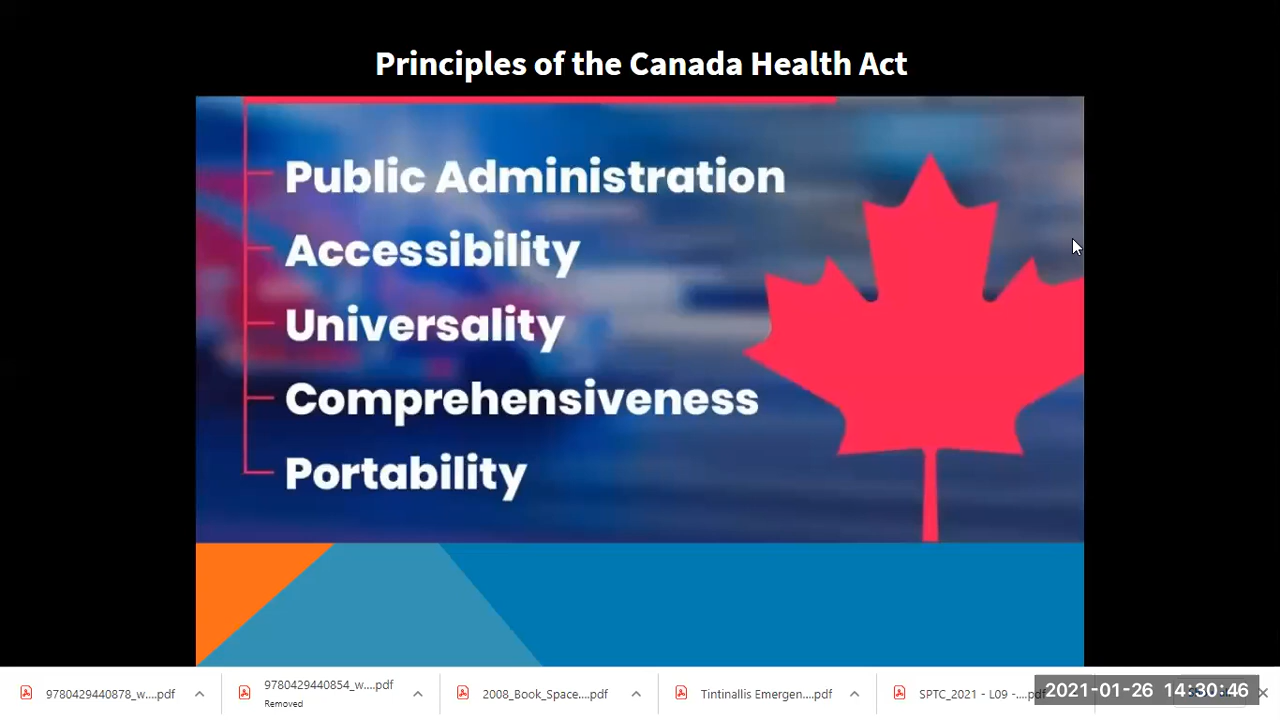 Principles of the Canada Health Act
Public Administration
Accessibility
Universality
Comprehensiveness
Portability
9780429440878_w....pdf
9780429440854_w....pdf
Removed
2008_Book_Space....pdf
Tintinallis Emergen....pdf
SPTC_2021 - L09 -....pdf
2021-01-26 14:30:46